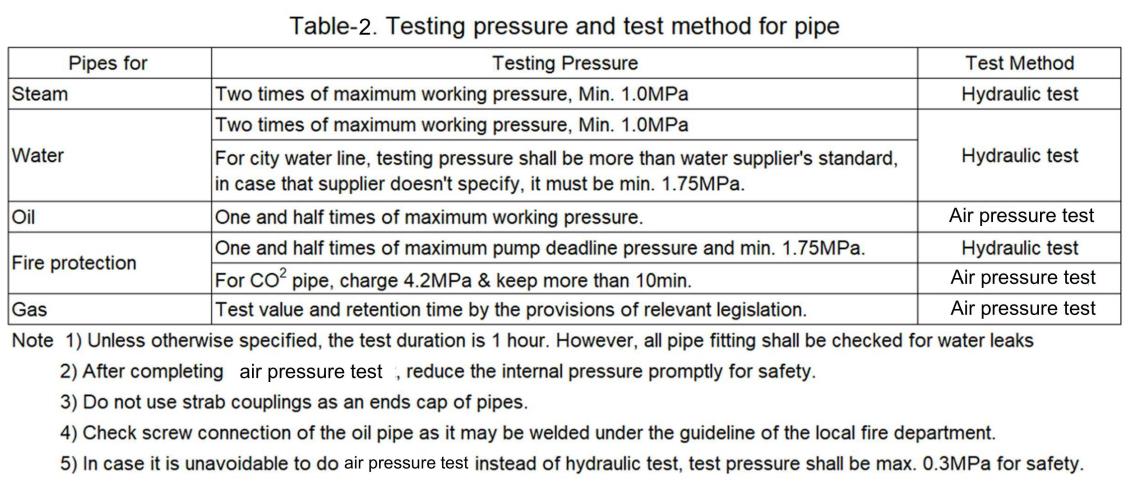 Table-2. Testing pressure and test method for pipe
Pipes for Testing Pressure Test Method
Steam Two times of maximum working pressure, Min. 1.0MPa Hydraulic test
Water Two times of maximum working pressure, Min. 1.0MPa Hydraulic test
For city water line, testing pressure shall be more than water supplier's standard,
in case that supplier doesn't specify, it must be min. 1.75MPa.
Oil One and half times of maximum working pressure. Air pressure test
Fire protection One and half times of maximum pump deadline pressure and min. 1.75MPa. Hydraulic test
For CO² pipe, charge 4.2MPa & keep more than 10min. Air pressure test
Gas Test value and retention time by the provisions of relevant legislation. Air pressure test
Note 1) Unless otherwise specified, the test duration is 1 hour. However, all pipe fitting shall be checked for water leaks
2) After completing air pressure test , reduce the internal pressure promptly for safety.
3) Do not use strab couplings as an ends cap of pipes.
4) Check screw connection of the oil pipe as it may be welded under the guideline of the local fire department.
5) In case it is unavoidable to do air pressure test instead of hydraulic test, test pressure shall be max. 0.3MPa for safety.